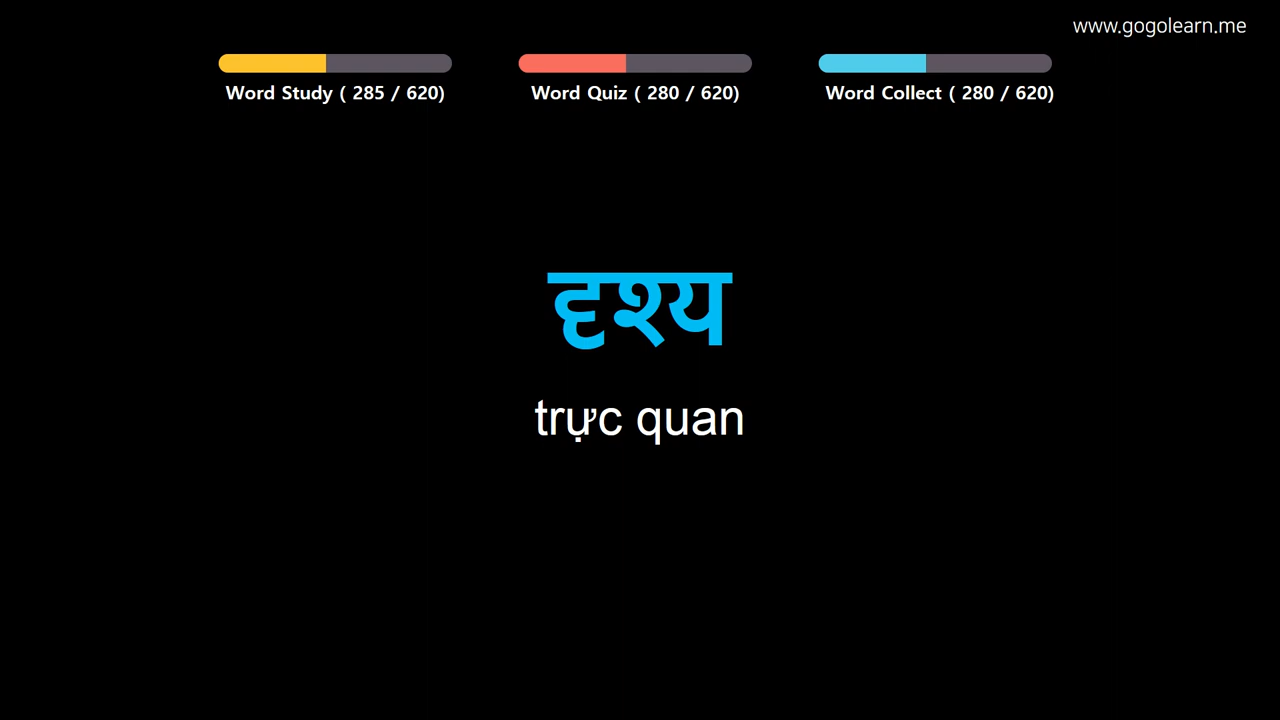 www.gogolearn.me
Word Study ( 285 / 620)
Word Quiz ( 280 / 620)
Word Collect ( 280 / 620)
दृश्य
trực quan